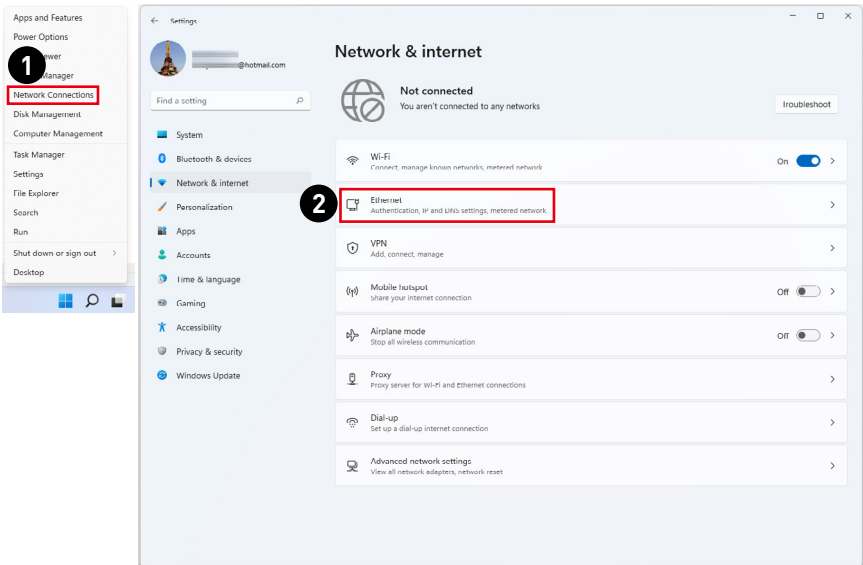 Apps and Features
Power Options
ewer
1
Manager
Network Connections
Disk Management
Computer Management
Task Manager
Settings
File Explorer
Search
Run
Shut down or sign out
Desktop
Settings
@hotmail.com
Find a setting
System
Bluetooth & devices
Network & internet
Personalization
Apps
Accounts
Time & language
Gaming
Accessibility
Privacy & security
Windows Update
Network & internet
Not connected
You aren't connected to any networks
Troubleshoot
Wi-Fi
Connect, manage known networks, metered network
On
2
Ethernet
Authentication, IP and DNS settings, metered network
VPN
Add, connect, manage
Mobile hotspot
Share your internet connection
Off
Airplane mode
Stop all wireless communication
Off
Proxy
Proxy server for Wi-Fi and Ethernet connections
Dial-up
Set up a dial-up internet connection
Advanced network settings
View all network adapters, network reset